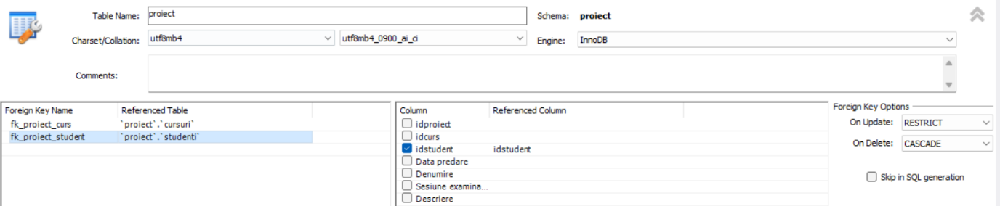 Table Name: proiect Schema: proiect
Charset/Collation: utf8mb4 utf8mb4_0900_ai_ci Engine: InnoDB
Comments:
Foreign Key Name Referenced Table
fk_proiect_curs `proiect`.`cursuri`
fk_proiect_student `proiect`.`studenti`
Column Referenced Column
idproiect
idcurs
idstudent idstudent
Data predare
Denumire
Sesiune examina...
Descriere
Foreign Key Options
On Update: RESTRICT
On Delete: CASCADE
Skip in SQL generation